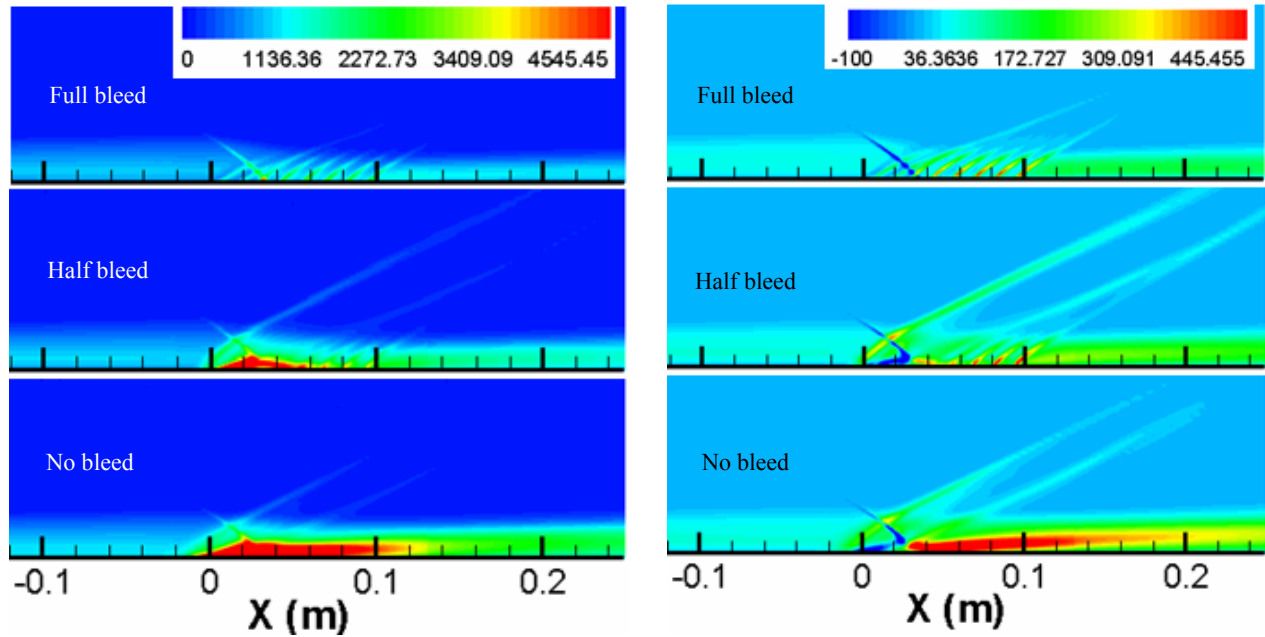 0 1136.36 2272.73 3409.09 4545.45
Full bleed
Half bleed
No bleed
-0.1 0 0.1 0.2
X (m)
-100 36.3636 172.727 309.091 445.455
Full bleed
Half bleed
No bleed
-0.1 0 0.1 0.2
X (m)